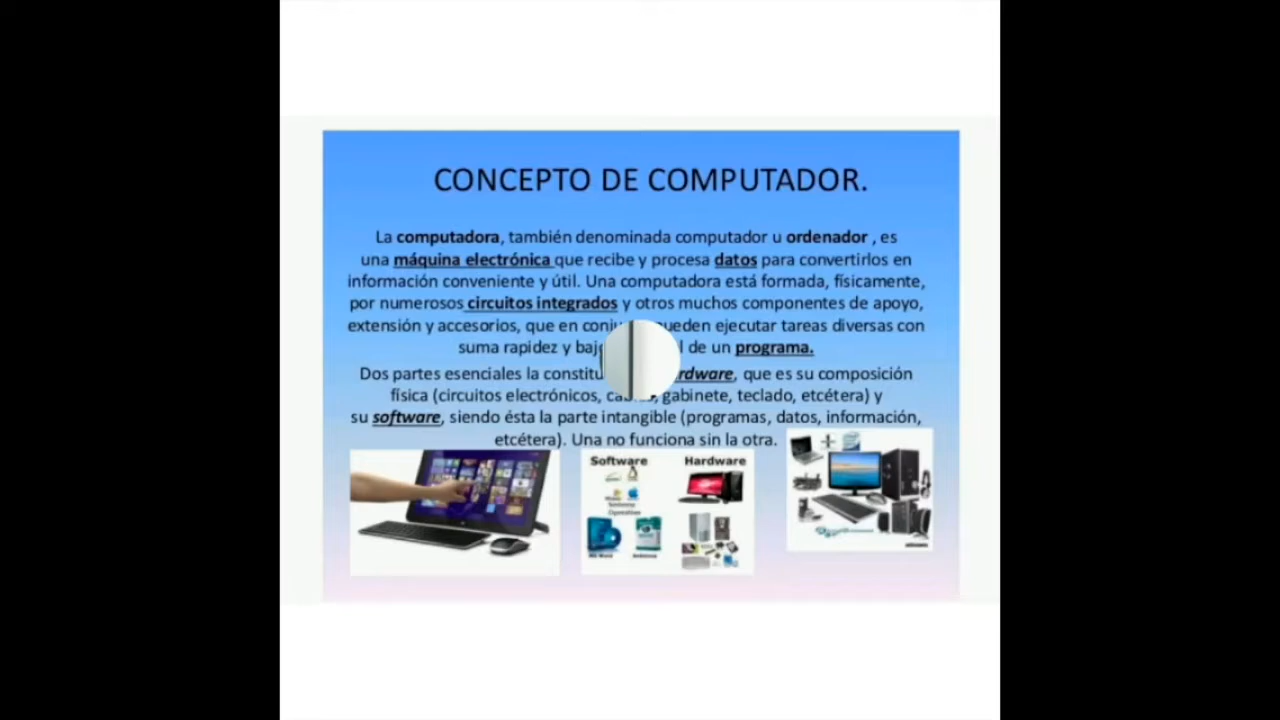 CONCEPTO DE COMPUTADOR.
La computadora, también denominada computador u ordenador , es
una máquina electrónica que recibe y procesa datos para convertirlos en
información conveniente y útil. Una computadora está formada, físicamente,
por numerosos circuitos integrados y otros muchos componentes de apoyo,
extensión y accesorios, que en pueden ejecutar tareas diversas con
suma rapidez y de un programa.
Dos partes esenciales la que es su composición
física (circuitos electrónicos, gabinete, teclado, etcétera) y
su software, siendo ésta la parte intangible (programas, datos, información,
etcétera). Una no funciona sin la otra.
Software Hardware